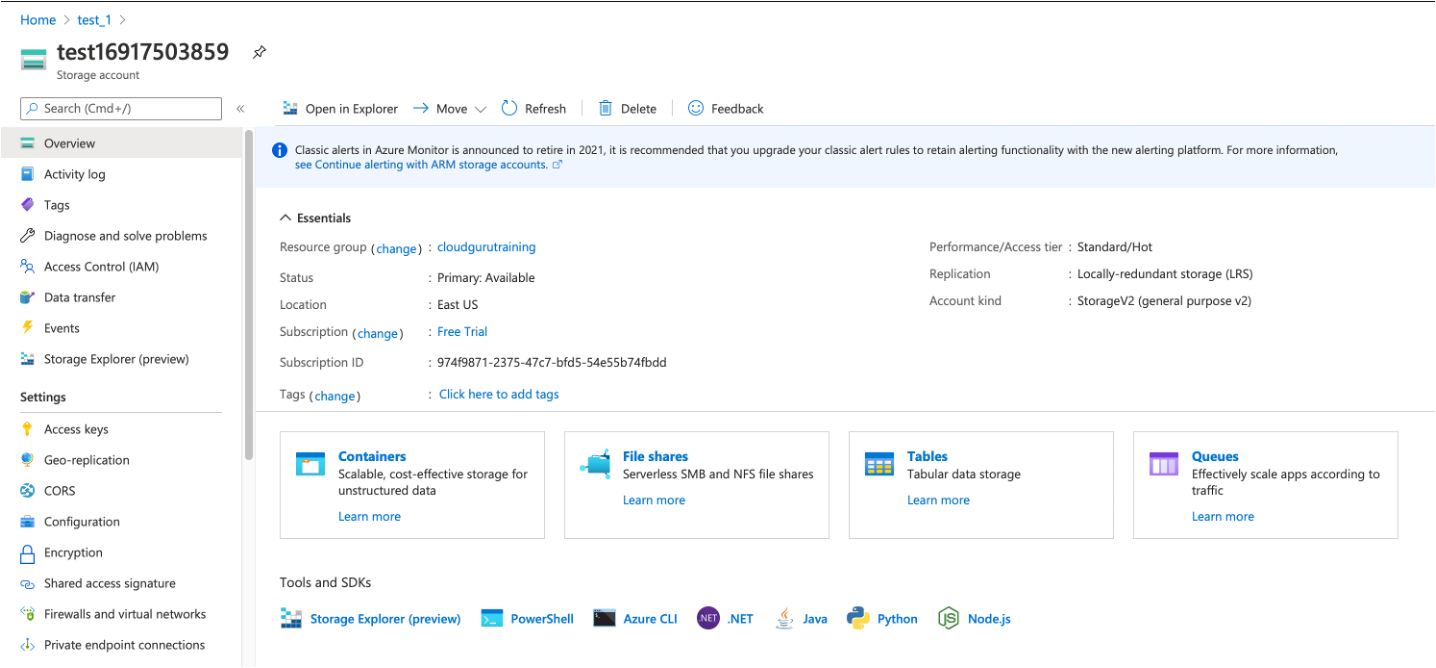 Home > test_1 >
test16917503859
Storage account
Search (Cmd+/)
«
Open in Explorer
Move
Refresh
Delete
Feedback
Overview
Activity log
Tags
Diagnose and solve problems
Access Control (IAM)
Data transfer
Events
Storage Explorer (preview)
Settings
Access keys
Geo-replication
CORS
Configuration
Encryption
Shared access signature
Firewalls and virtual networks
Private endpoint connections
Classic alerts in Azure Monitor is announced to retire in 2021, it is recommended that you upgrade your classic alert rules to retain alerting functionality with the new alerting platform. For more information,
see Continue alerting with ARM storage accounts.
Essentials
Resource group (change) : cloudgurutraining
Status : Primary: Available
Location : East US
Subscription (change) : Free Trial
Subscription ID : 974f9871-2375-47c7-bfd5-54e55b74fbdd
Tags (change) : Click here to add tags
Performance/Access tier : Standard/Hot
Replication : Locally-redundant storage (LRS)
Account kind : StorageV2 (general purpose v2)
Containers
Scalable, cost-effective storage for
unstructured data
Learn more
File shares
Serverless SMB and NFS file shares
Learn more
Tables
Tabular data storage
Learn more
Queues
Effectively scale apps according to
traffic
Learn more
Tools and SDKs
Storage Explorer (preview)
PowerShell
Azure CLI
NET
.NET
Java
Python
JS
Node.js